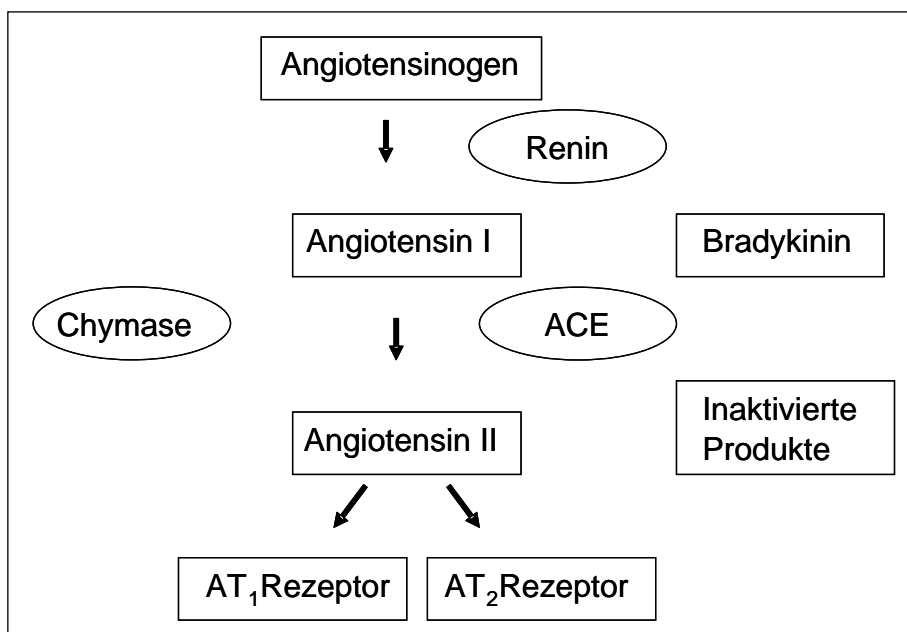 Angiotensinogen
Renin
Angiotensin I
Bradykinin
Chymase
ACE
Inaktivierte
Produkte
Angiotensin II
AT₁Rezeptor
AT₂Rezeptor